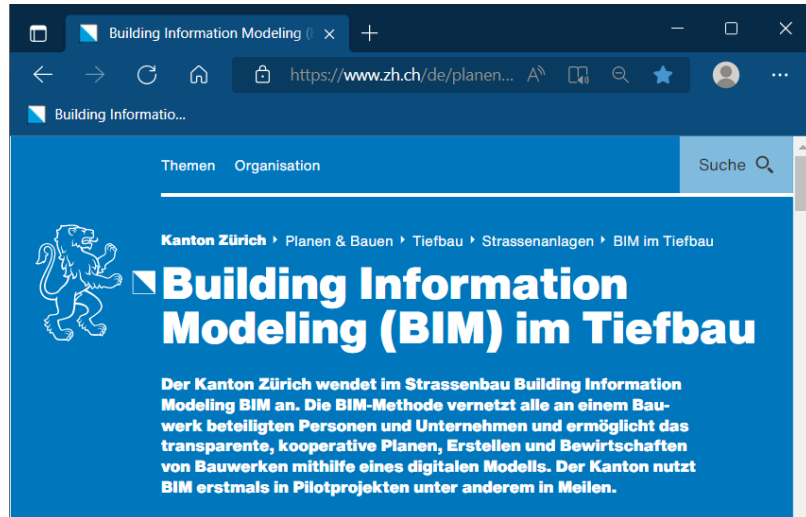 Building Information Modeling (
https://www.zh.ch/de/planen...
Building Informatio...
Themen Organisation Suche
Kanton Zürich Planen & Bauen Tiefbau Strassenanlagen BIM im Tiefbau
Building Information
Modeling (BIM) im Tiefbau
Der Kanton Zürich wendet im Strassenbau Building Information
Modeling BIM an. Die BIM-Methode vernetzt alle an einem Bau-
werk beteiligten Personen und Unternehmen und ermöglicht das
transparente, kooperative Planen, Erstellen und Bewirtschaften
von Bauwerken mithilfe eines digitalen Modells. Der Kanton nutzt
BIM erstmals in Pilotprojekten unter anderem in Meilen.